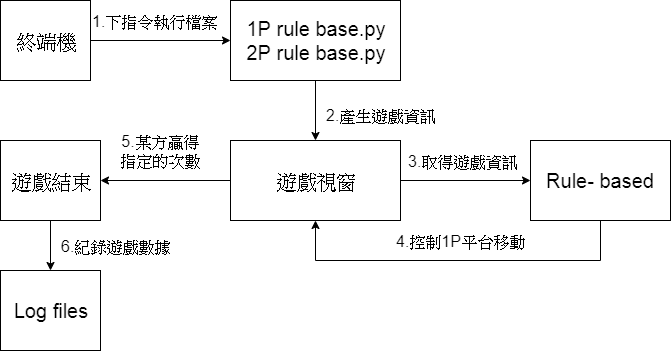 終端機
1.下指令執行檔案
1P rule base.py
2P rule base.py
2.產生遊戲資訊
5.某方贏得
指定的次數
遊戲結束
遊戲視窗
3.取得遊戲資訊
Rule- based
4.控制1P平台移動
6.紀錄遊戲數據
Log files